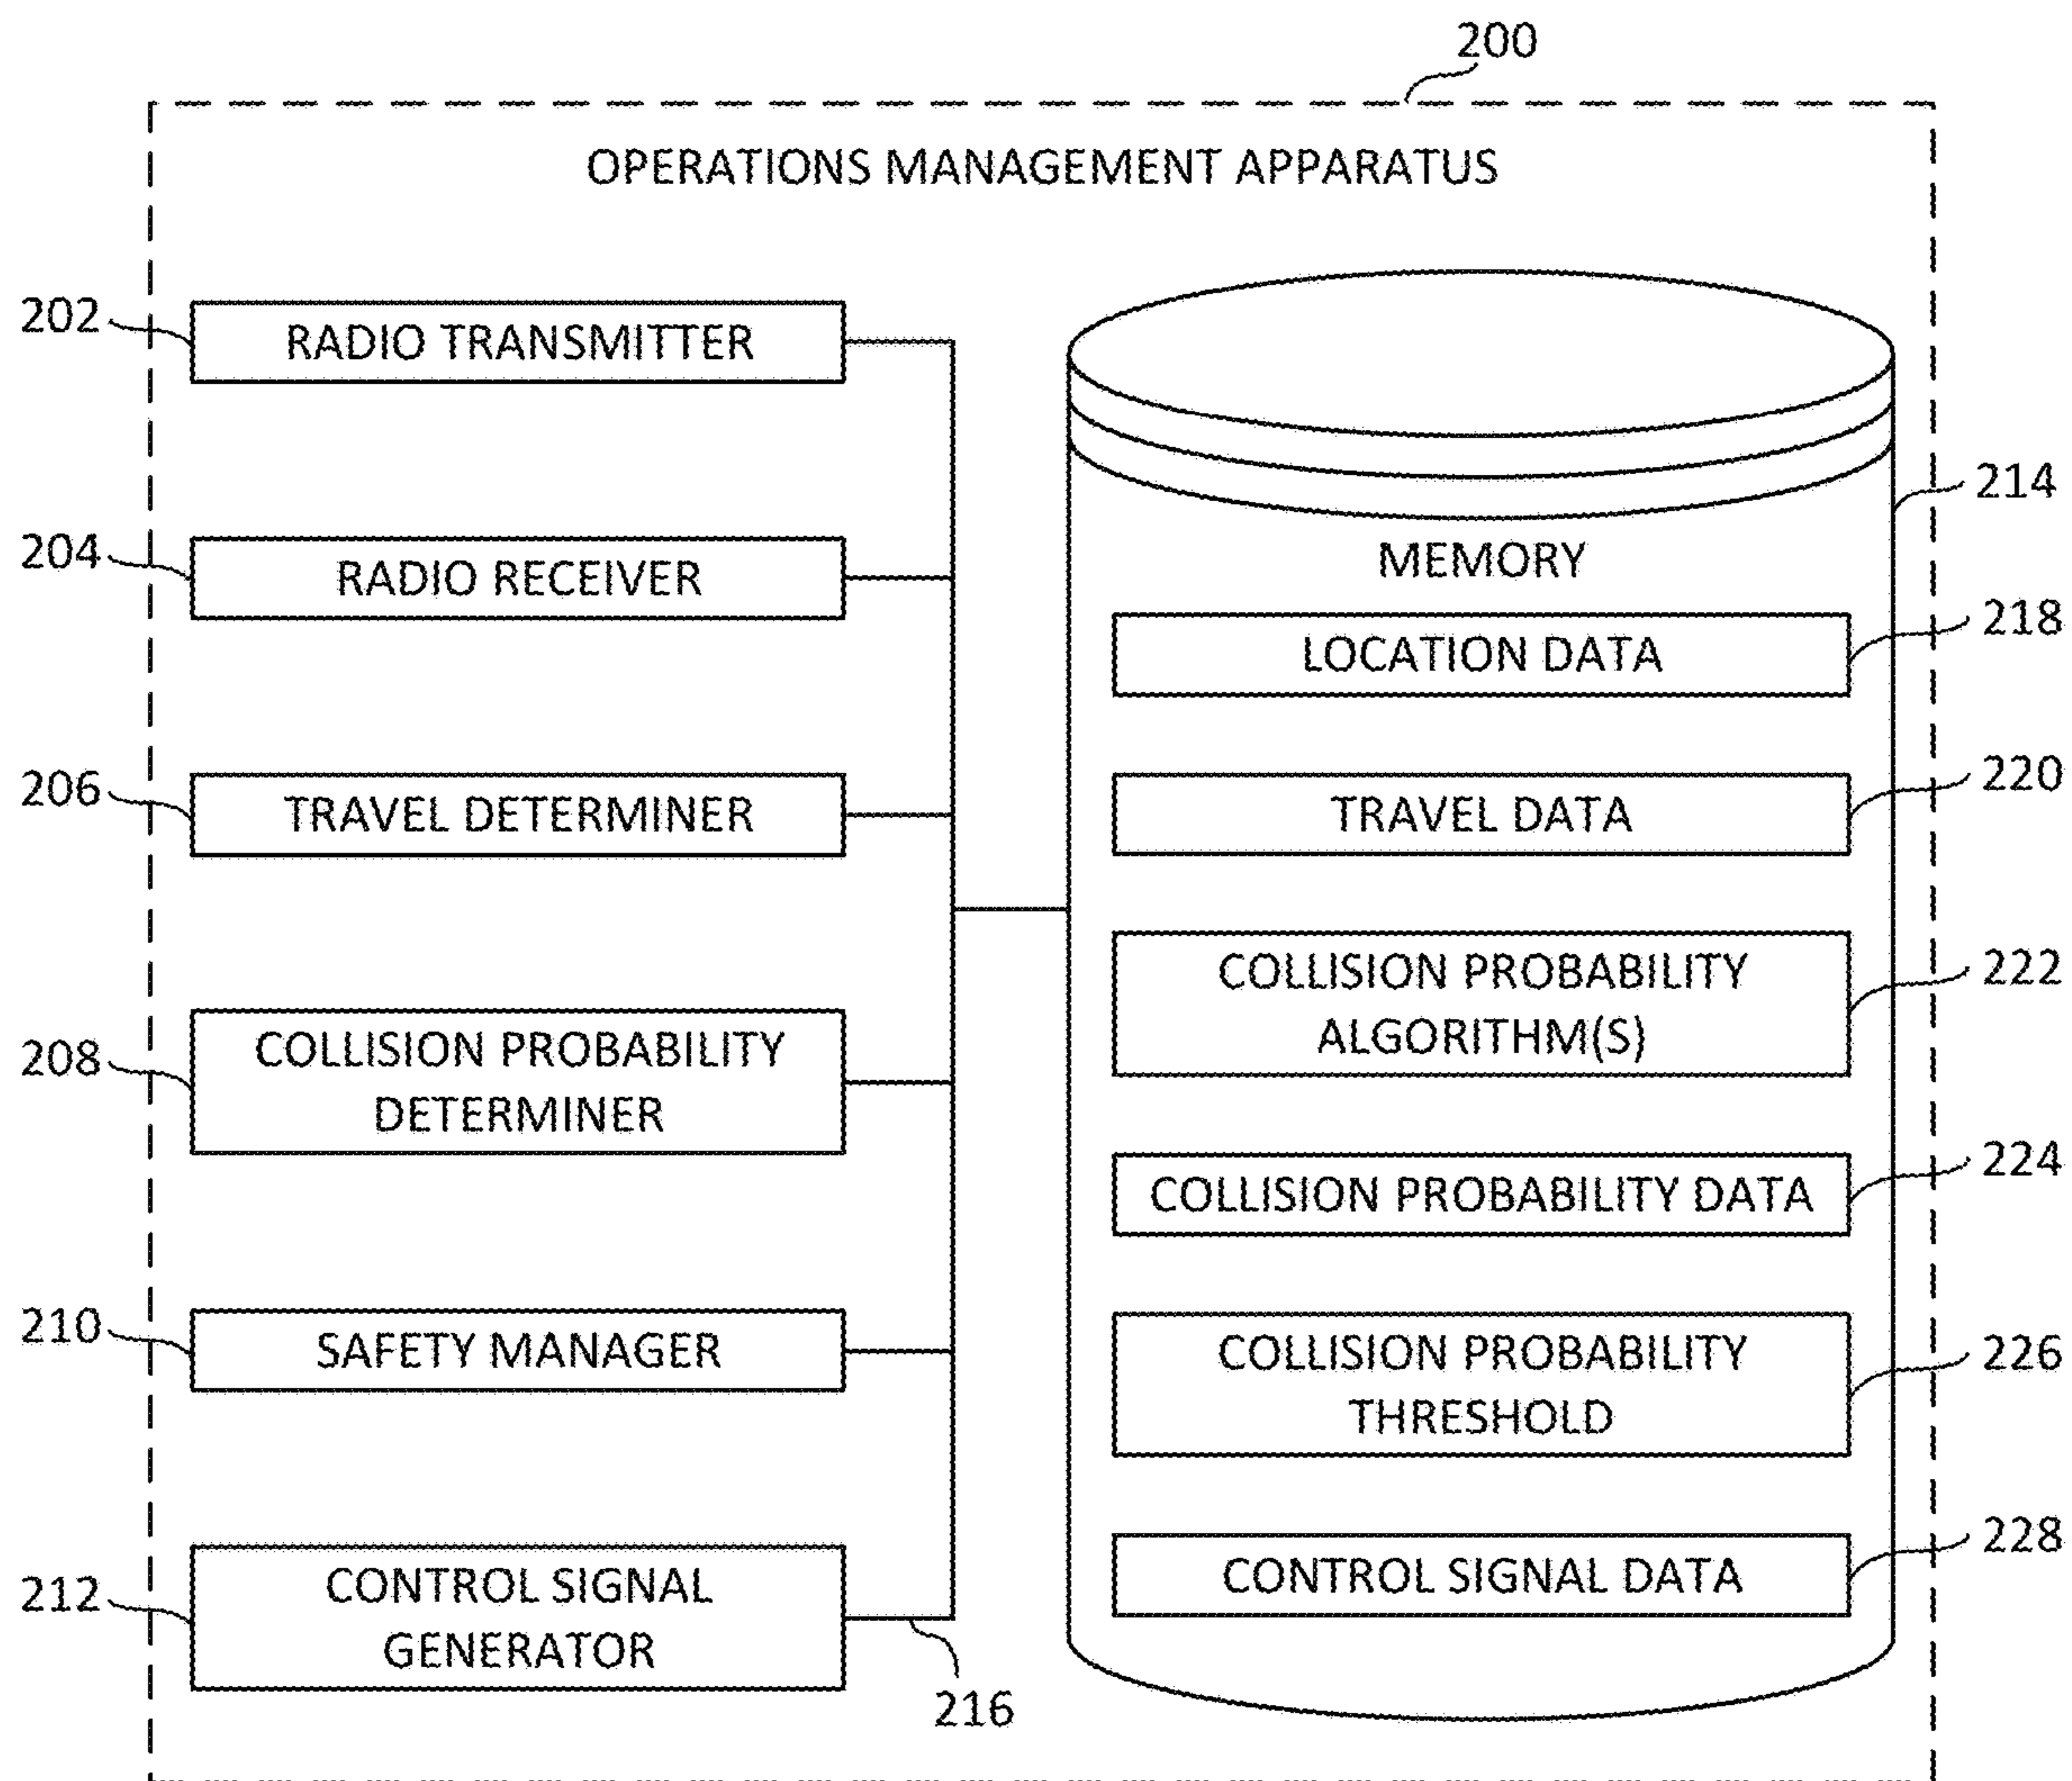 200
OPERATIONS MANAGEMENT APPARATUS
202
RADIO TRANSMITTER
204
RADIO RECEIVER
206
TRAVEL DETERMINER
208
COLLISION PROBABILITY
DETERMINER
210
SAFETY MANAGER
212
CONTROL SIGNAL
GENERATOR
216
214
MEMORY
LOCATION DATA
218
TRAVEL DATA
220
COLLISION PROBABILITY
ALGORITHM(S)
222
COLLISION PROBABILITY DATA
224
COLLISION PROBABILITY
THRESHOLD
226
CONTROL SIGNAL DATA
228